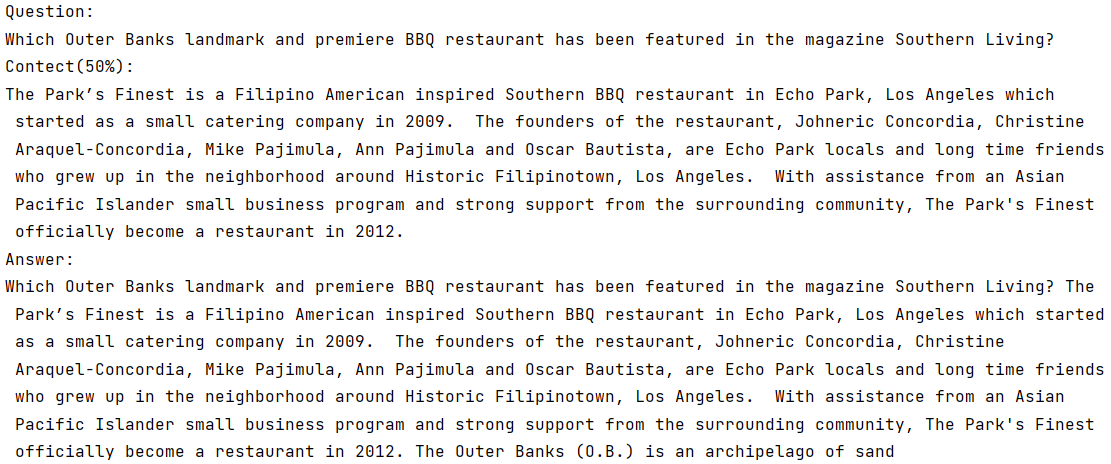 Question:
Which Outer Banks landmark and premiere BBQ restaurant has been featured in the magazine Southern Living?
Contect(50%):
The Park’s Finest is a Filipino American inspired Southern BBQ restaurant in Echo Park, Los Angeles which
started as a small catering company in 2009.  The founders of the restaurant, Johneric Concordia, Christine
Araquel-Concordia, Mike Pajimula, Ann Pajimula and Oscar Bautista, are Echo Park locals and long time friends
who grew up in the neighborhood around Historic Filipinotown, Los Angeles.  With assistance from an Asian
Pacific Islander small business program and strong support from the surrounding community, The Park's Finest
officially become a restaurant in 2012.
Answer:
Which Outer Banks landmark and premiere BBQ restaurant has been featured in the magazine Southern Living? The
Park’s Finest is a Filipino American inspired Southern BBQ restaurant in Echo Park, Los Angeles which started
as a small catering company in 2009.  The founders of the restaurant, Johneric Concordia, Christine
Araquel-Concordia, Mike Pajimula, Ann Pajimula and Oscar Bautista, are Echo Park locals and long time friends
who grew up in the neighborhood around Historic Filipinotown, Los Angeles.  With assistance from an Asian
Pacific Islander small business program and strong support from the surrounding community, The Park's Finest
officially become a restaurant in 2012. The Outer Banks (O.B.) is an archipelago of sand